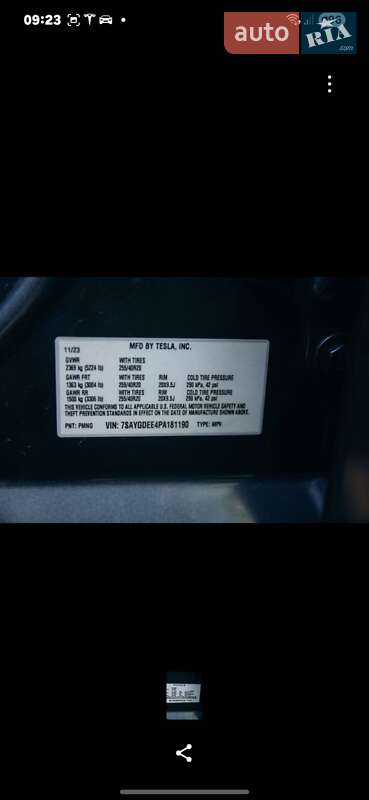 09:23
auto RIA.com
11/23 MFD BY TESLA, INC.
GVWR WITH TIRES
2369 kg (5224 lb) 255/40R20
GAWR FRT WITH TIRES RIM COLD TIRE PRESSURE
1363 kg (3004 lb) 255/40R20 20X9.5J 290 kPa, 42 psi
GAWR RR WITH TIRES RIM COLD TIRE PRESSURE
1500 kg (3306 lb) 255/40R20 20X9.5J 290 kPa, 42 psi
THIS VEHICLE CONFORMS TO ALL APPLICABLE U.S. FEDERAL MOTOR VEHICLE SAFETY AND
THEFT PREVENTION STANDARDS IN EFFECT ON THE DATE OF MANUFACTURE SHOWN ABOVE.
PNT: PMNG VIN: 7SAYGDEE4PA181190 TYPE: MPV